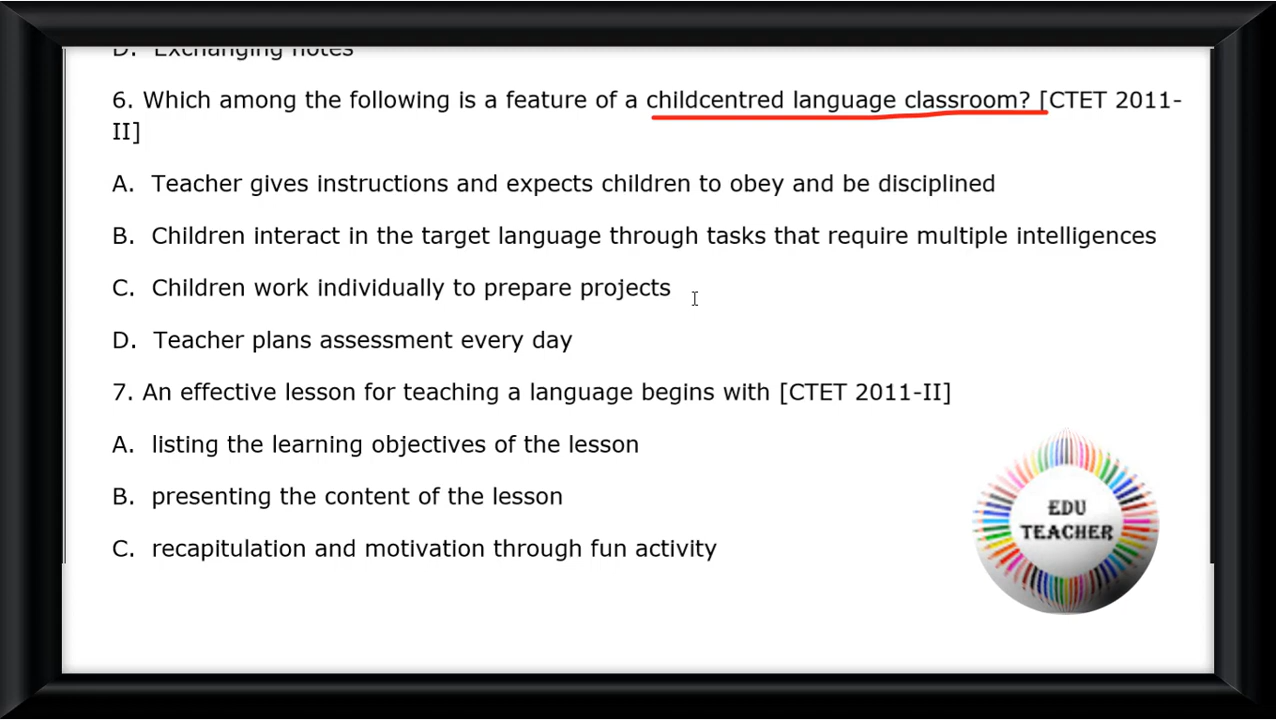 D. Exchanging notes
6. Which among the following is a feature of a childcentred language classroom? [CTET 2011-
II]
A. Teacher gives instructions and expects children to obey and be disciplined
B. Children interact in the target language through tasks that require multiple intelligences
C. Children work individually to prepare projects
D. Teacher plans assessment every day
7. An effective lesson for teaching a language begins with [CTET 2011-II]
A. listing the learning objectives of the lesson
B. presenting the content of the lesson
C. recapitulation and motivation through fun activity
EDU
TEACHER